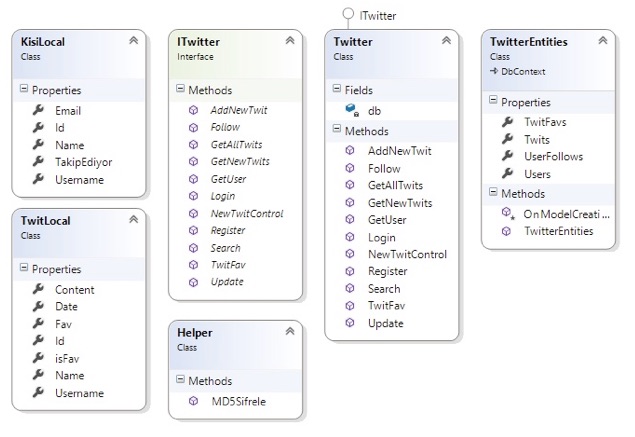 KisiLocal
Class
Properties
Email
Id
Name
TakipEdiyor
Username
TwitLocal
Class
Properties
Content
Date
Fav
Id
isFav
Name
Username
ITwitter
Interface
Methods
AddNewTwit
Follow
GetAllTwits
GetNewTwits
GetUser
Login
NewTwitControl
Register
Search
TwitFav
Update
Helper
Class
Methods
MD5Sifrele
ITwitter
Twitter
Class
Fields
db
Methods
AddNewTwit
Follow
GetAllTwits
GetNewTwits
GetUser
Login
NewTwitControl
Register
Search
TwitFav
Update
TwitterEntities
Class
DbContext
Properties
TwitFavs
Twits
UserFollows
Users
Methods
OnModelCreati...
TwitterEntities